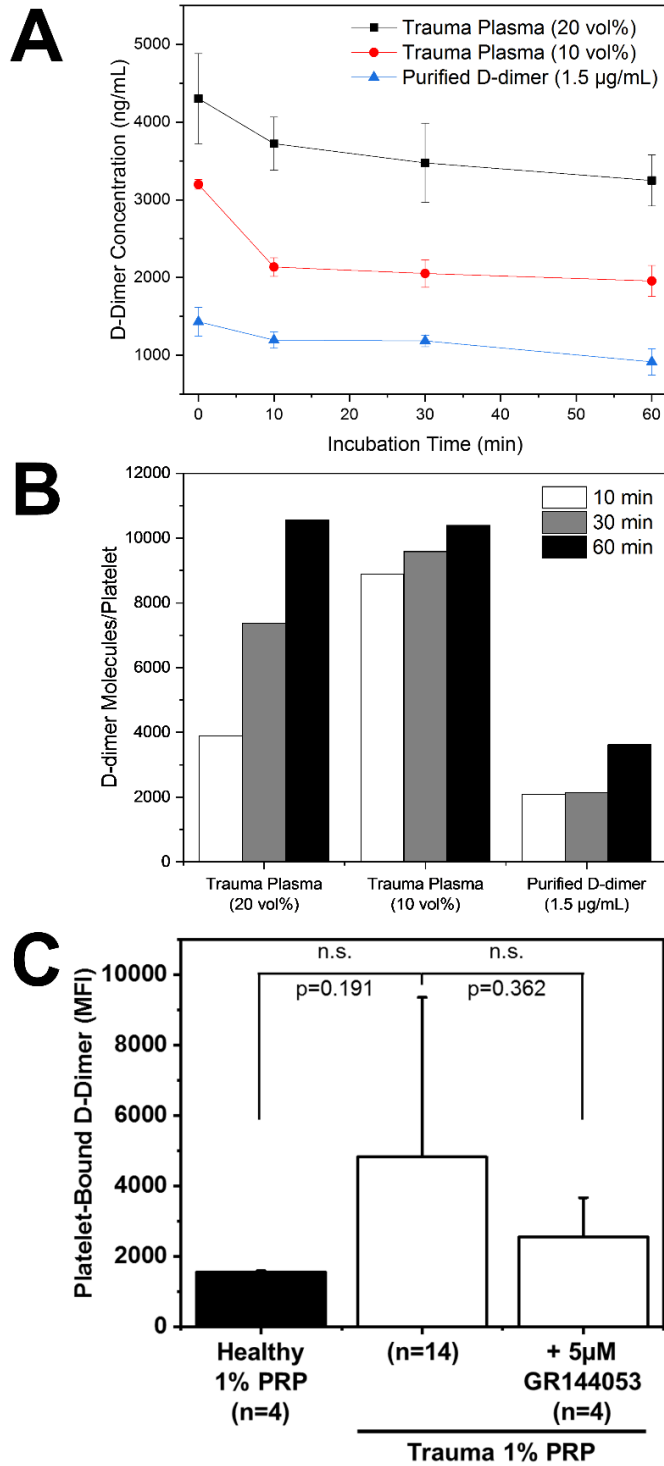 A
Trauma Plasma (20 vol%)
Trauma Plasma (10 vol%)
Purified D-dimer (1.5 µg/mL)
D-Dimer Concentration (ng/mL)
5000
4000
3000
2000
1000
0
10
20
30
40
50
60
Incubation Time (min)
B
10 min
30 min
60 min
D-dimer Molecules/Platelet
12000
10000
8000
6000
4000
2000
0
Trauma Plasma
(20 vol%)
Trauma Plasma
(10 vol%)
Purified D-dimer
(1.5 µg/mL)
C
n.s.
n.s.
p=0.191
p=0.362
Platelet-Bound D-Dimer (MFI)
10000
8000
6000
4000
2000
0
Healthy
1% PRP
(n=4)
(n=14)
+ 5µM
GR144053
(n=4)
Trauma 1% PRP